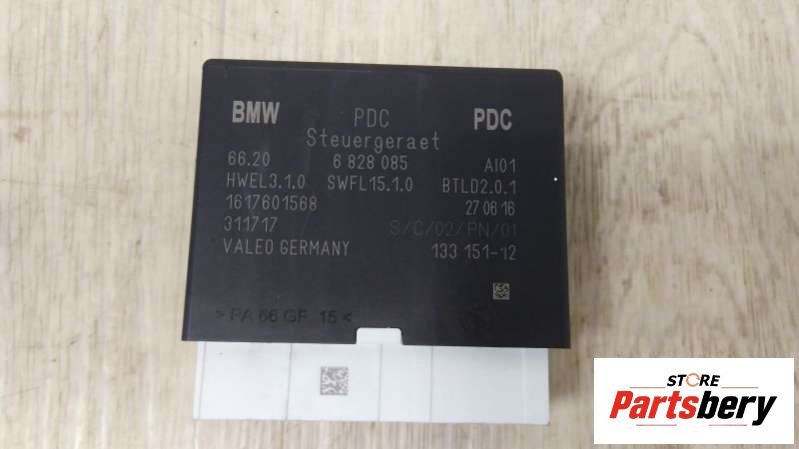 BMW PDC PDC
Steuergeraet
66.20 6 828 085 AI01
HWEL3.1.0 SWFL15.1.0 BTLD2.0.1
1617601568 27 06 16
311717 S/C/02/PN/01
VALEO GERMANY 133 151-12
> PA 66 GF 15 <
STORE
Partsbery